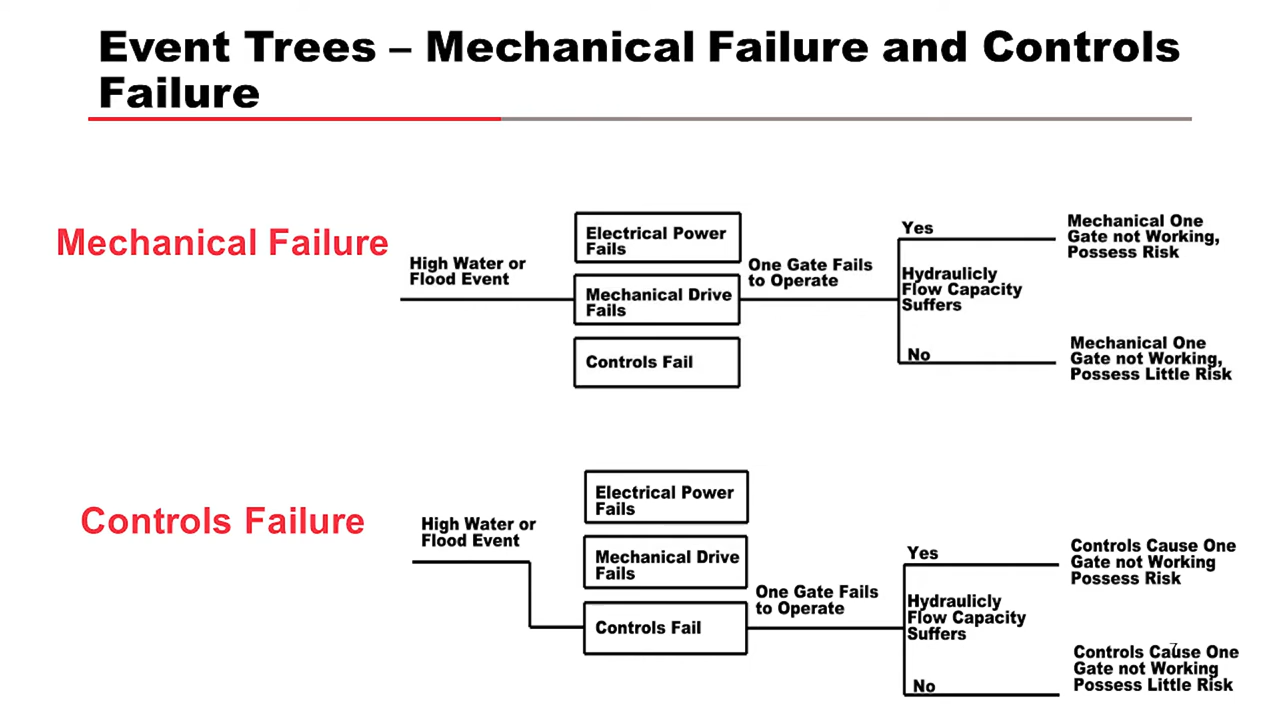 Event Trees – Mechanical Failure and Controls
Failure
Mechanical Failure
High Water or
Flood Event
Electrical Power
Fails
Mechanical Drive
Fails
Controls Fail
One Gate Fails
to Operate
Yes
Hydraulicly
Flow Capacity
Suffers
No
Mechanical One
Gate not Working,
Possess Risk
Mechanical One
Gate not Working,
Possess Little Risk
Controls Failure
High Water or
Flood Event
Electrical Power
Fails
Mechanical Drive
Fails
Controls Fail
One Gate Fails
to Operate
Yes
Hydraulicly
Flow Capacity
Suffers
No
Controls Cause One
Gate not Working
Possess Risk
7
Controls Cause One
Gate not Working
Possess Little Risk